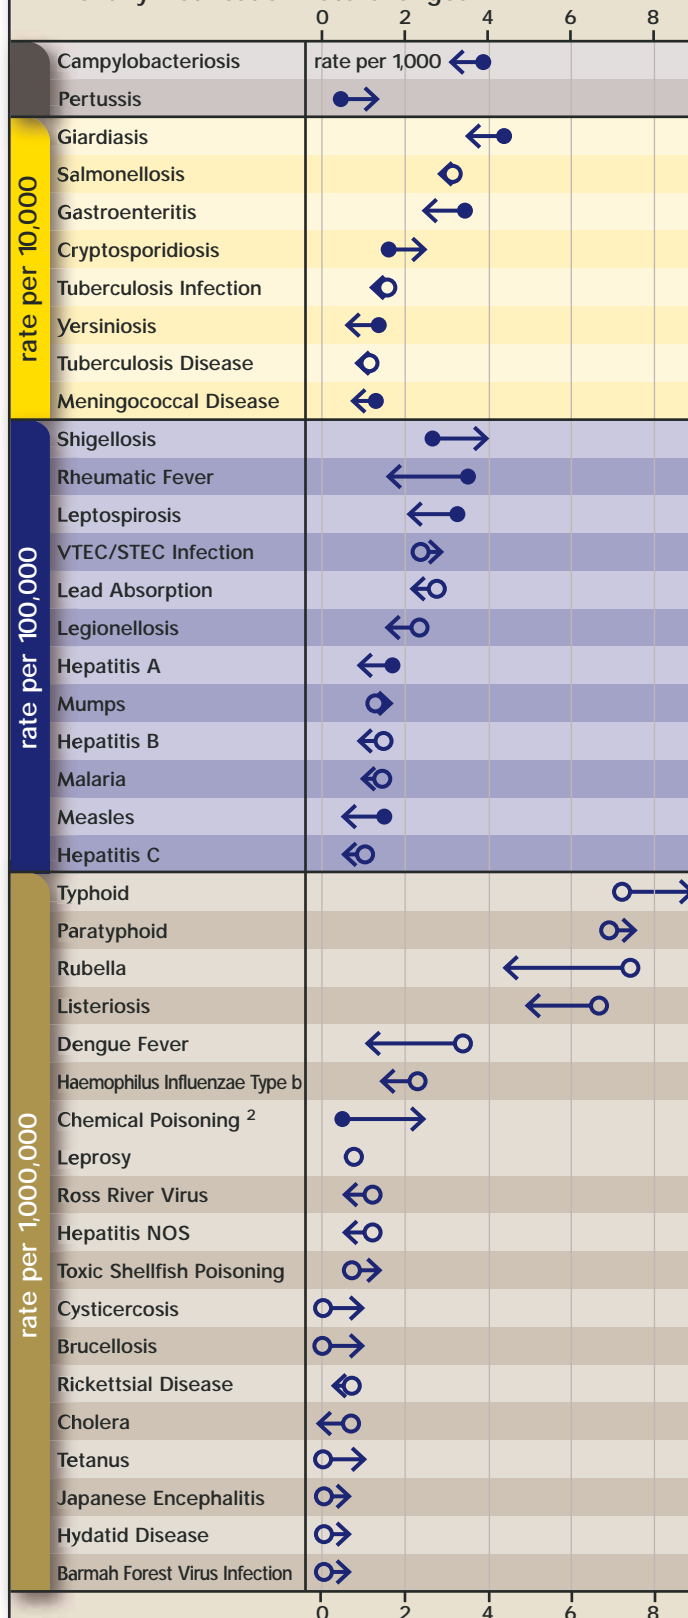 0 2 4 6 8
Campylobacteriosis rate per 1,000
Pertussis
rate per 10,000
Giardiasis
Salmonellosis
Gastroenteritis
Cryptosporidiosis
Tuberculosis Infection
Yersiniosis
Tuberculosis Disease
Meningococcal Disease
rate per 100,000
Shigellosis
Rheumatic Fever
Leptospirosis
VTEC/STEC Infection
Lead Absorption
Legionellosis
Hepatitis A
Mumps
Hepatitis B
Malaria
Measles
Hepatitis C
rate per 1,000,000
Typhoid
Paratyphoid
Rubella
Listeriosis
Dengue Fever
Haemophilus Influenzae Type b
Chemical Poisoning 2
Leprosy
Ross River Virus
Hepatitis NOS
Toxic Shellfish Poisoning
Cysticercosis
Brucellosis
Rickettsial Disease
Cholera
Tetanus
Japanese Encephalitis
Hydatid Disease
Barmah Forest Virus Infection
0 2 4 6 8